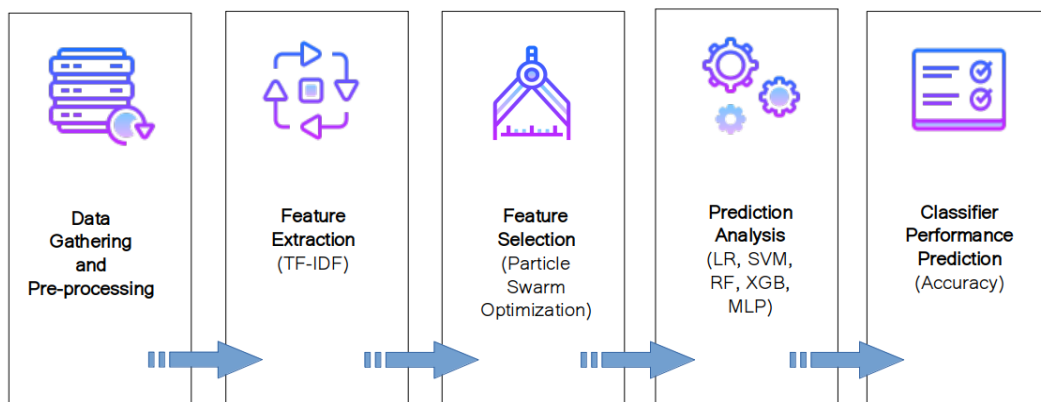 Data
Gathering
and
Pre-processing
Feature
Extraction
(TF-IDF)
Feature
Selection
(Particle
Swarm
Optimization)
Prediction
Analysis
(LR, SVM,
RF, XGB,
MLP)
Classifier
Performance
Prediction
(Accuracy)